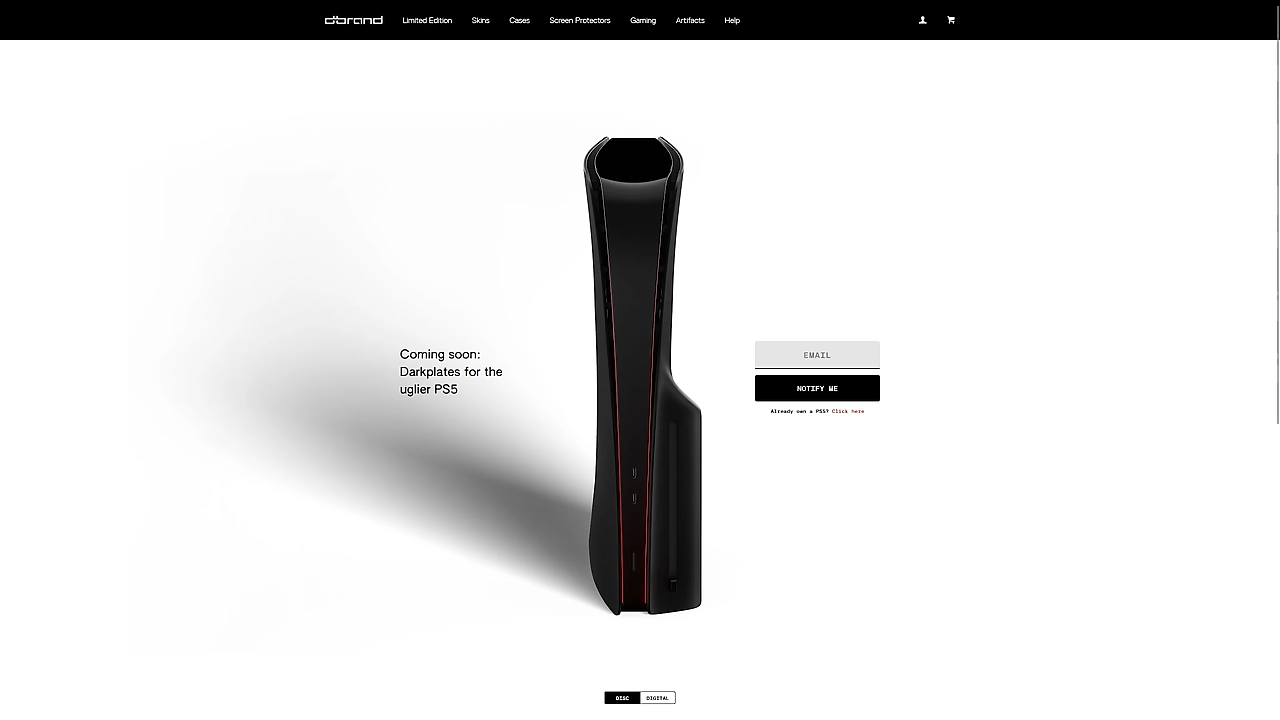 dbrand
Limited Edition
Skins
Cases
Screen Protectors
Gaming
Artifacts
Help
Coming soon:
Darkplates for the
uglier PS5
EMAIL
NOTIFY ME
Already own a PS5? Click here
DISC
DIGITAL